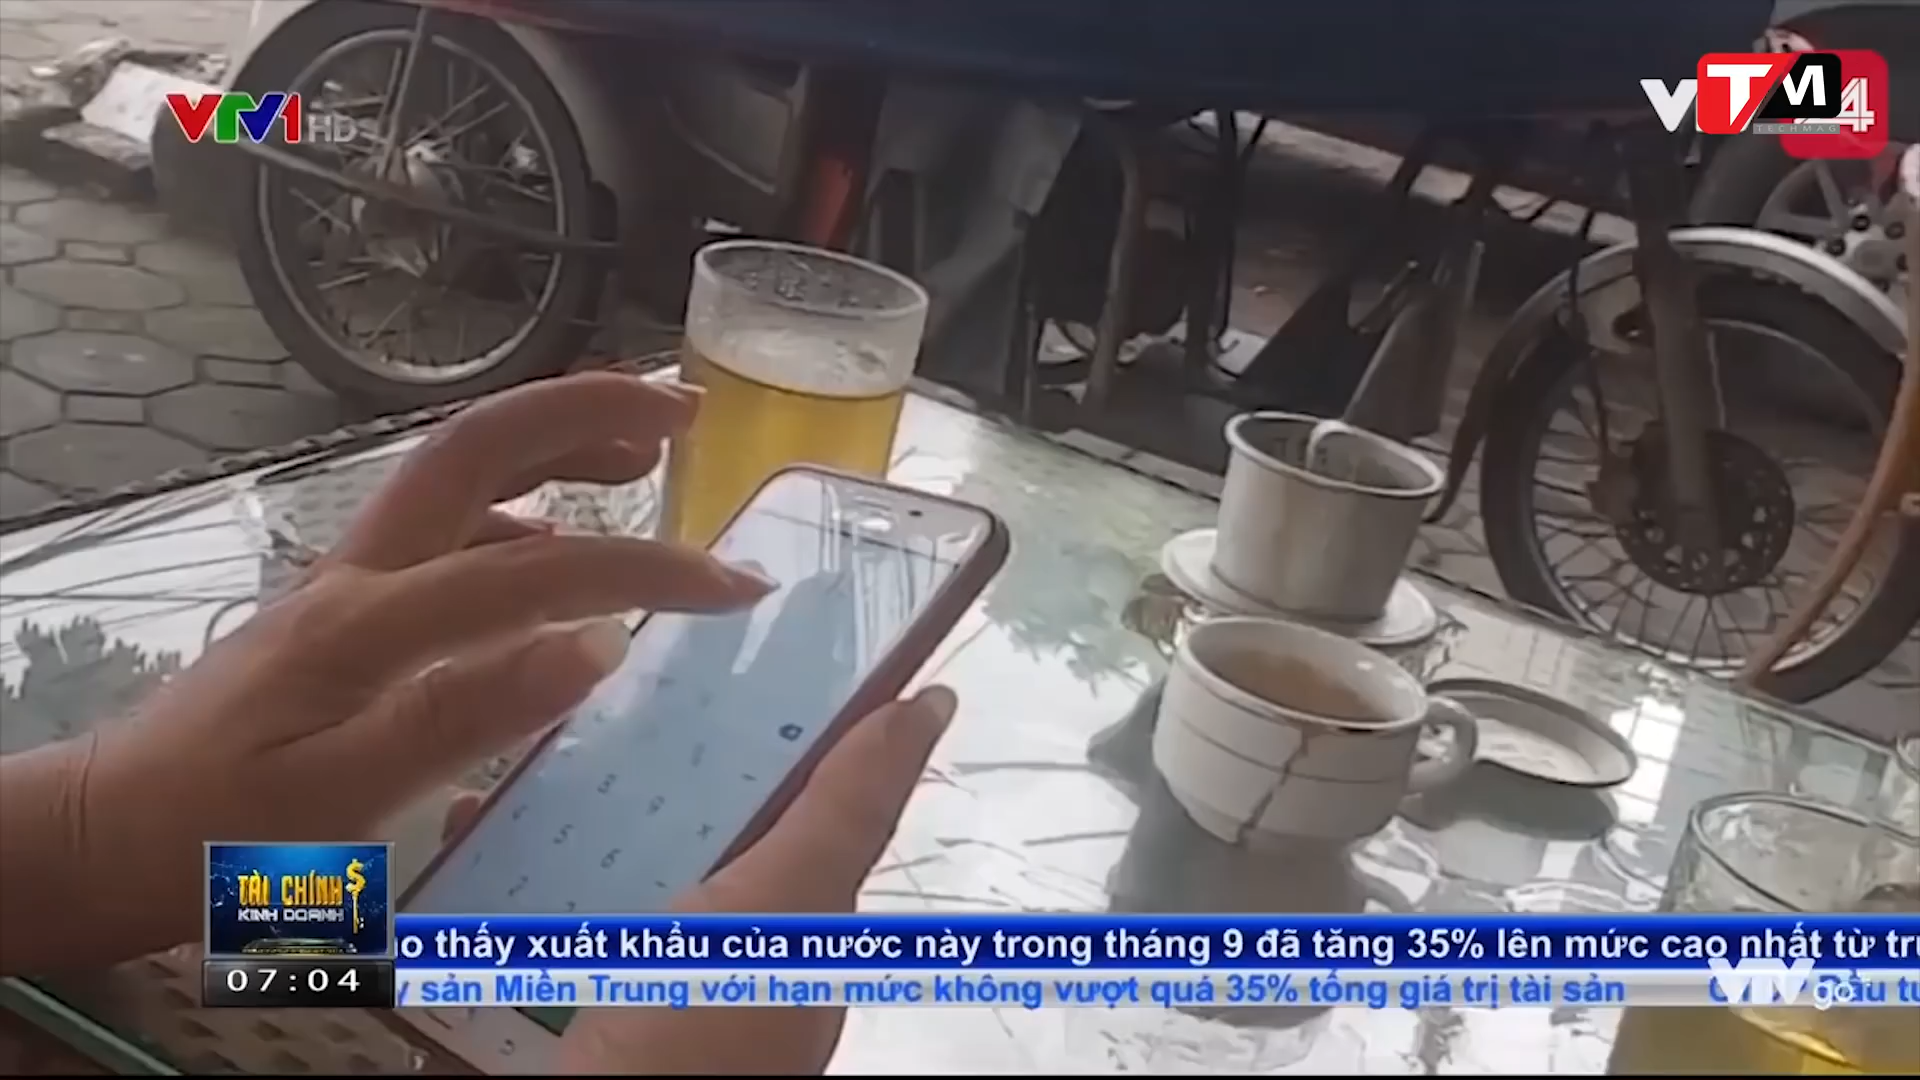 VTV1 HD
TM
TECHMAG
TÀI CHÍNH
KINH DOANH
07:04
thấy xuất khẩu của nước này trong tháng 9 đã tăng 35% lên mức cao nhất từ
sản Miền Trung với hạn mức không vượt quá 35% tổng giá trị tài sản
VTV go